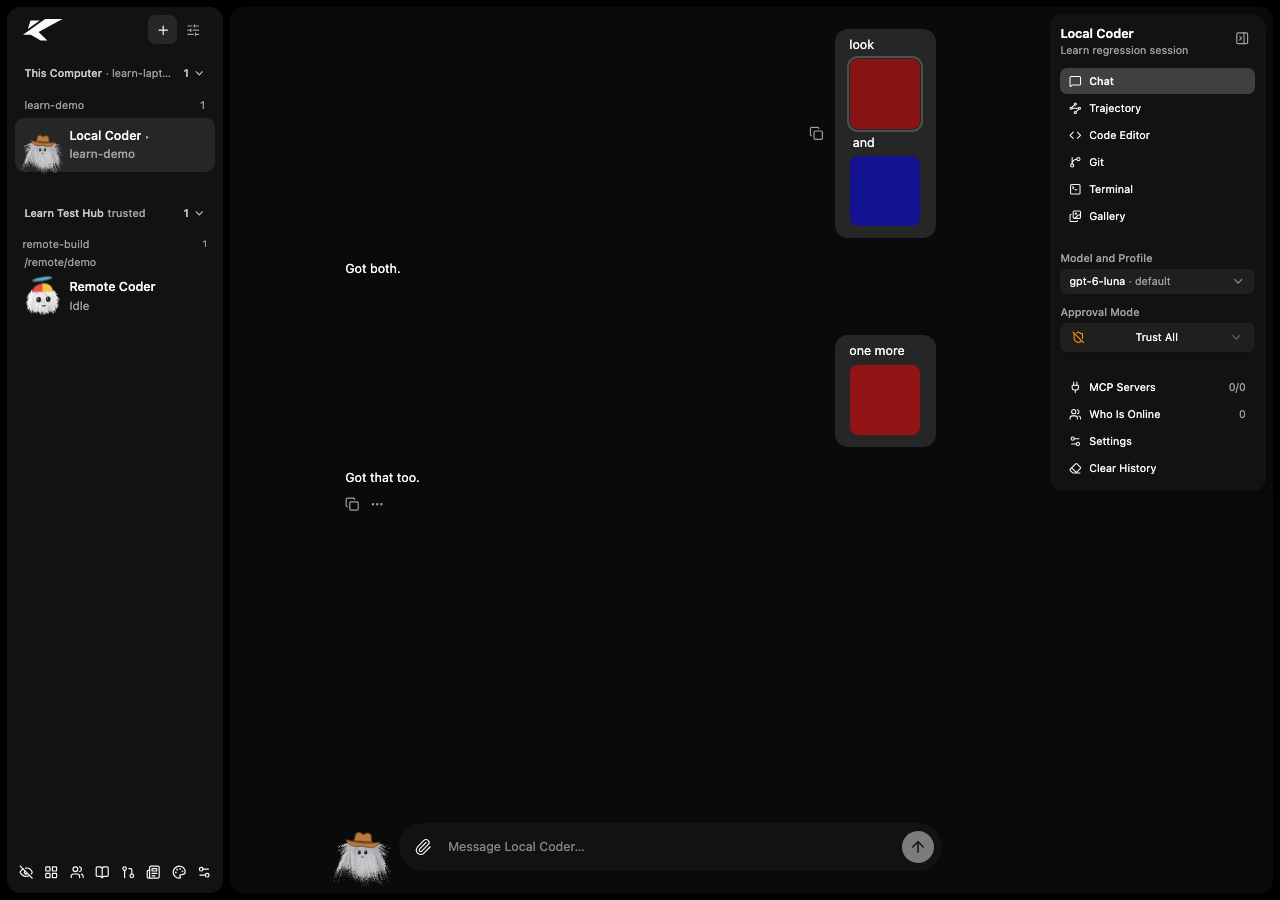 This Computer · learn-lapt... 1
learn-demo 1
Local Coder
learn-demo
Learn Test Hub trusted 1
remote-build 1
/remote/demo
Remote Coder
Idle
look
and
Got both.
one more
Got that too.
Message Local Coder...
Local Coder
Learn regression session
Chat
Trajectory
Code Editor
Git
Terminal
Gallery
Model and Profile
gpt-6-luna · default
Approval Mode
Trust All
MCP Servers 0/0
Who Is Online 0
Settings
Clear History